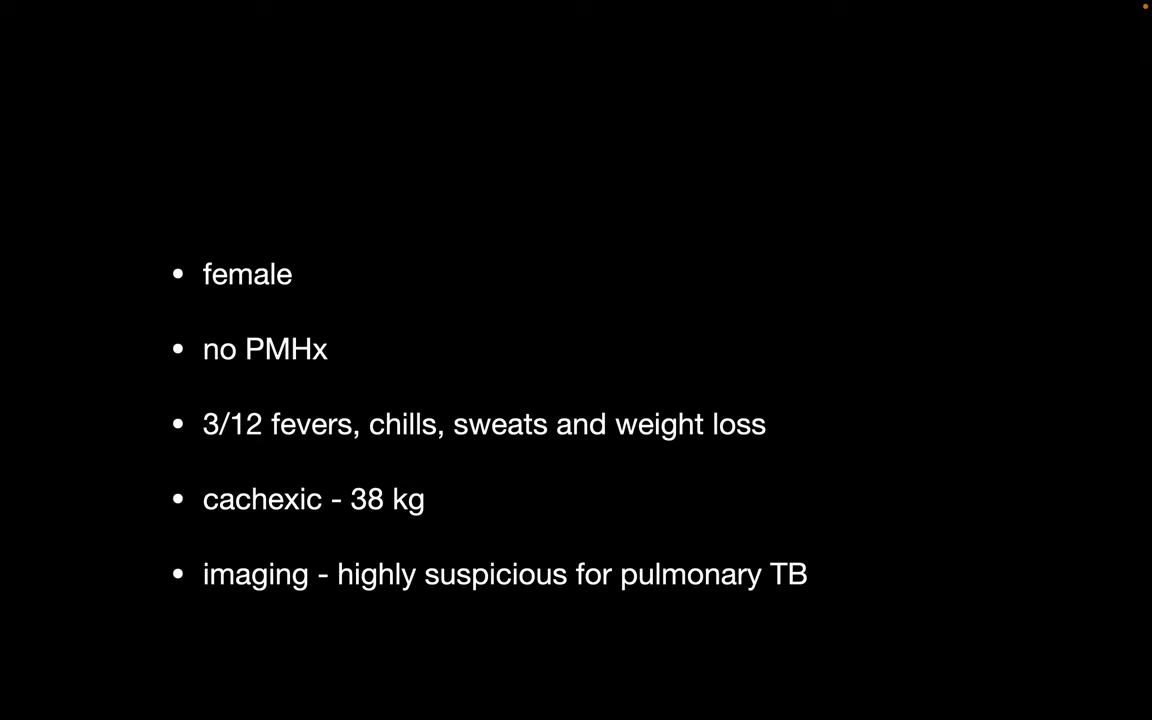 • female
• no PMHx
• 3/12 fevers, chills, sweats and weight loss
• cachexic - 38 kg
• imaging - highly suspicious for pulmonary TB